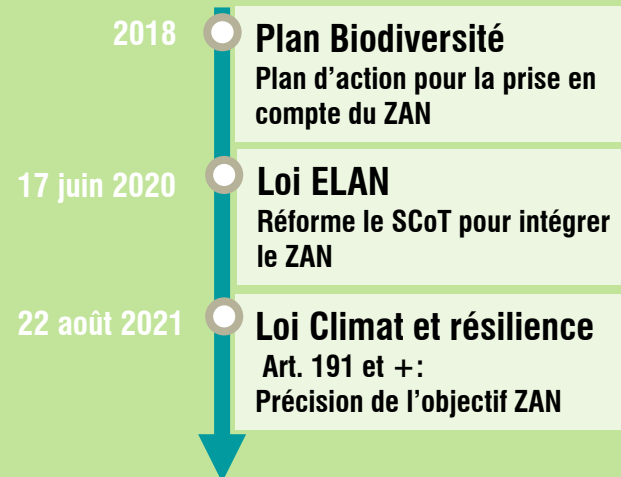 2018
Plan Biodiversité
Plan d’action pour la prise en
compte du ZAN
17 juin 2020
Loi ELAN
Réforme le SCoT pour intégrer
le ZAN
22 août 2021
Loi Climat et résilience
Art. 191 et +:
Précision de l’objectif ZAN